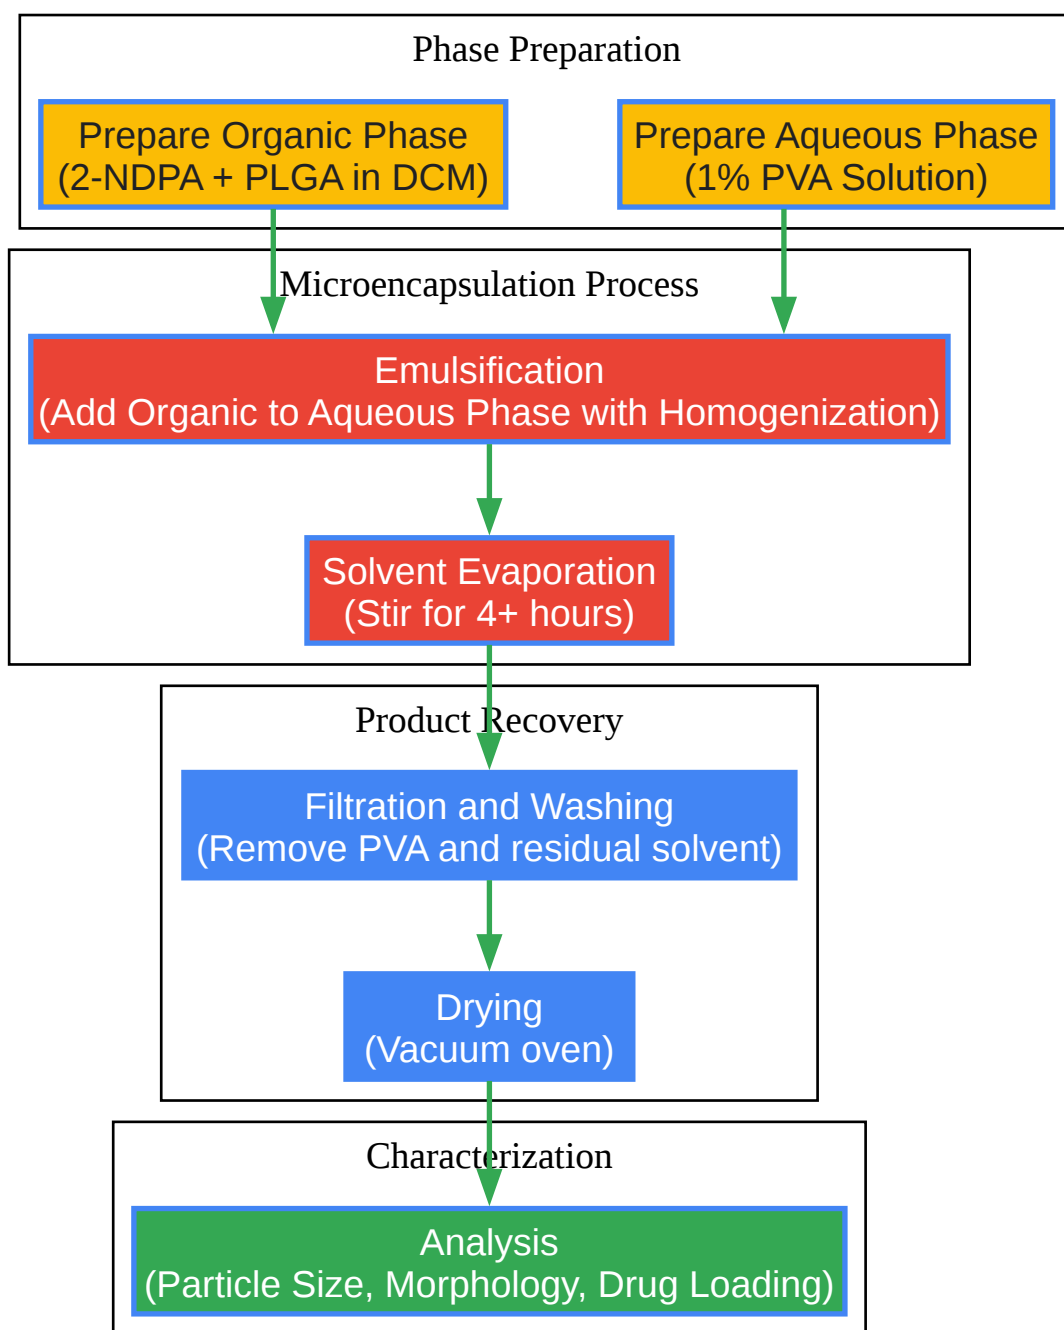 Phase Preparation
Prepare Organic Phase
(2-NDPA + PLGA in DCM)
Prepare Aqueous Phase
(1% PVA Solution)
Microencapsulation Process
Emulsification
(Add Organic to Aqueous Phase with Homogenization)
Solvent Evaporation
(Stir for 4+ hours)
Product Recovery
Filtration and Washing
(Remove PVA and residual solvent)
Drying
(Vacuum oven)
Characterization
Analysis
(Particle Size, Morphology, Drug Loading)